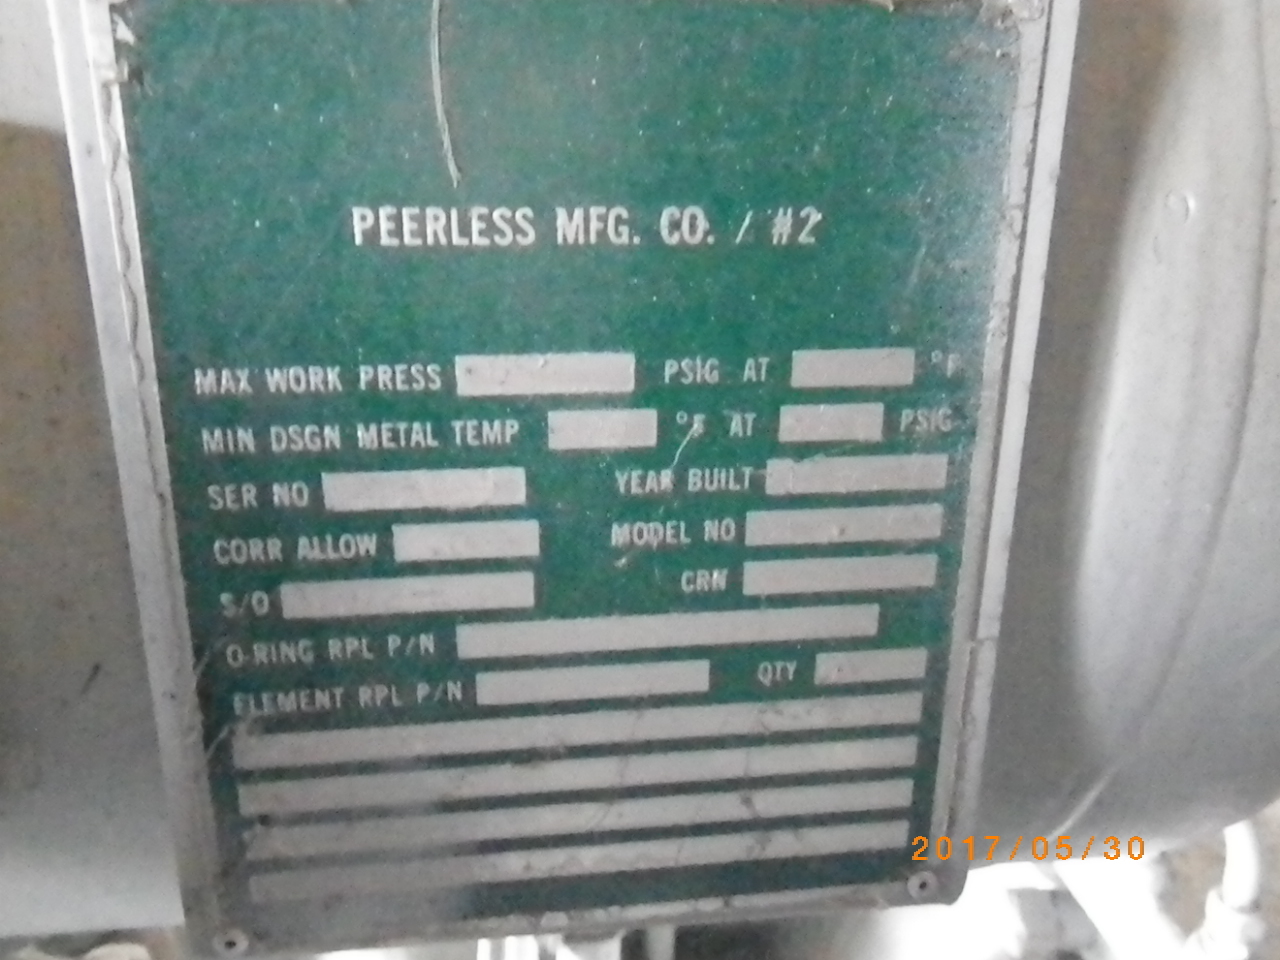 PEERLESS MFG. CO. / #2
MAX WORK PRESS PSIG AT °F
MIN DSGN METAL TEMP °F AT PSIG
SER NO YEAR BUILT
CORR ALLOW MODEL NO
S/O CRN
O-RING RPL P/N
ELEMENT RPL P/N QTY
2017/05/30